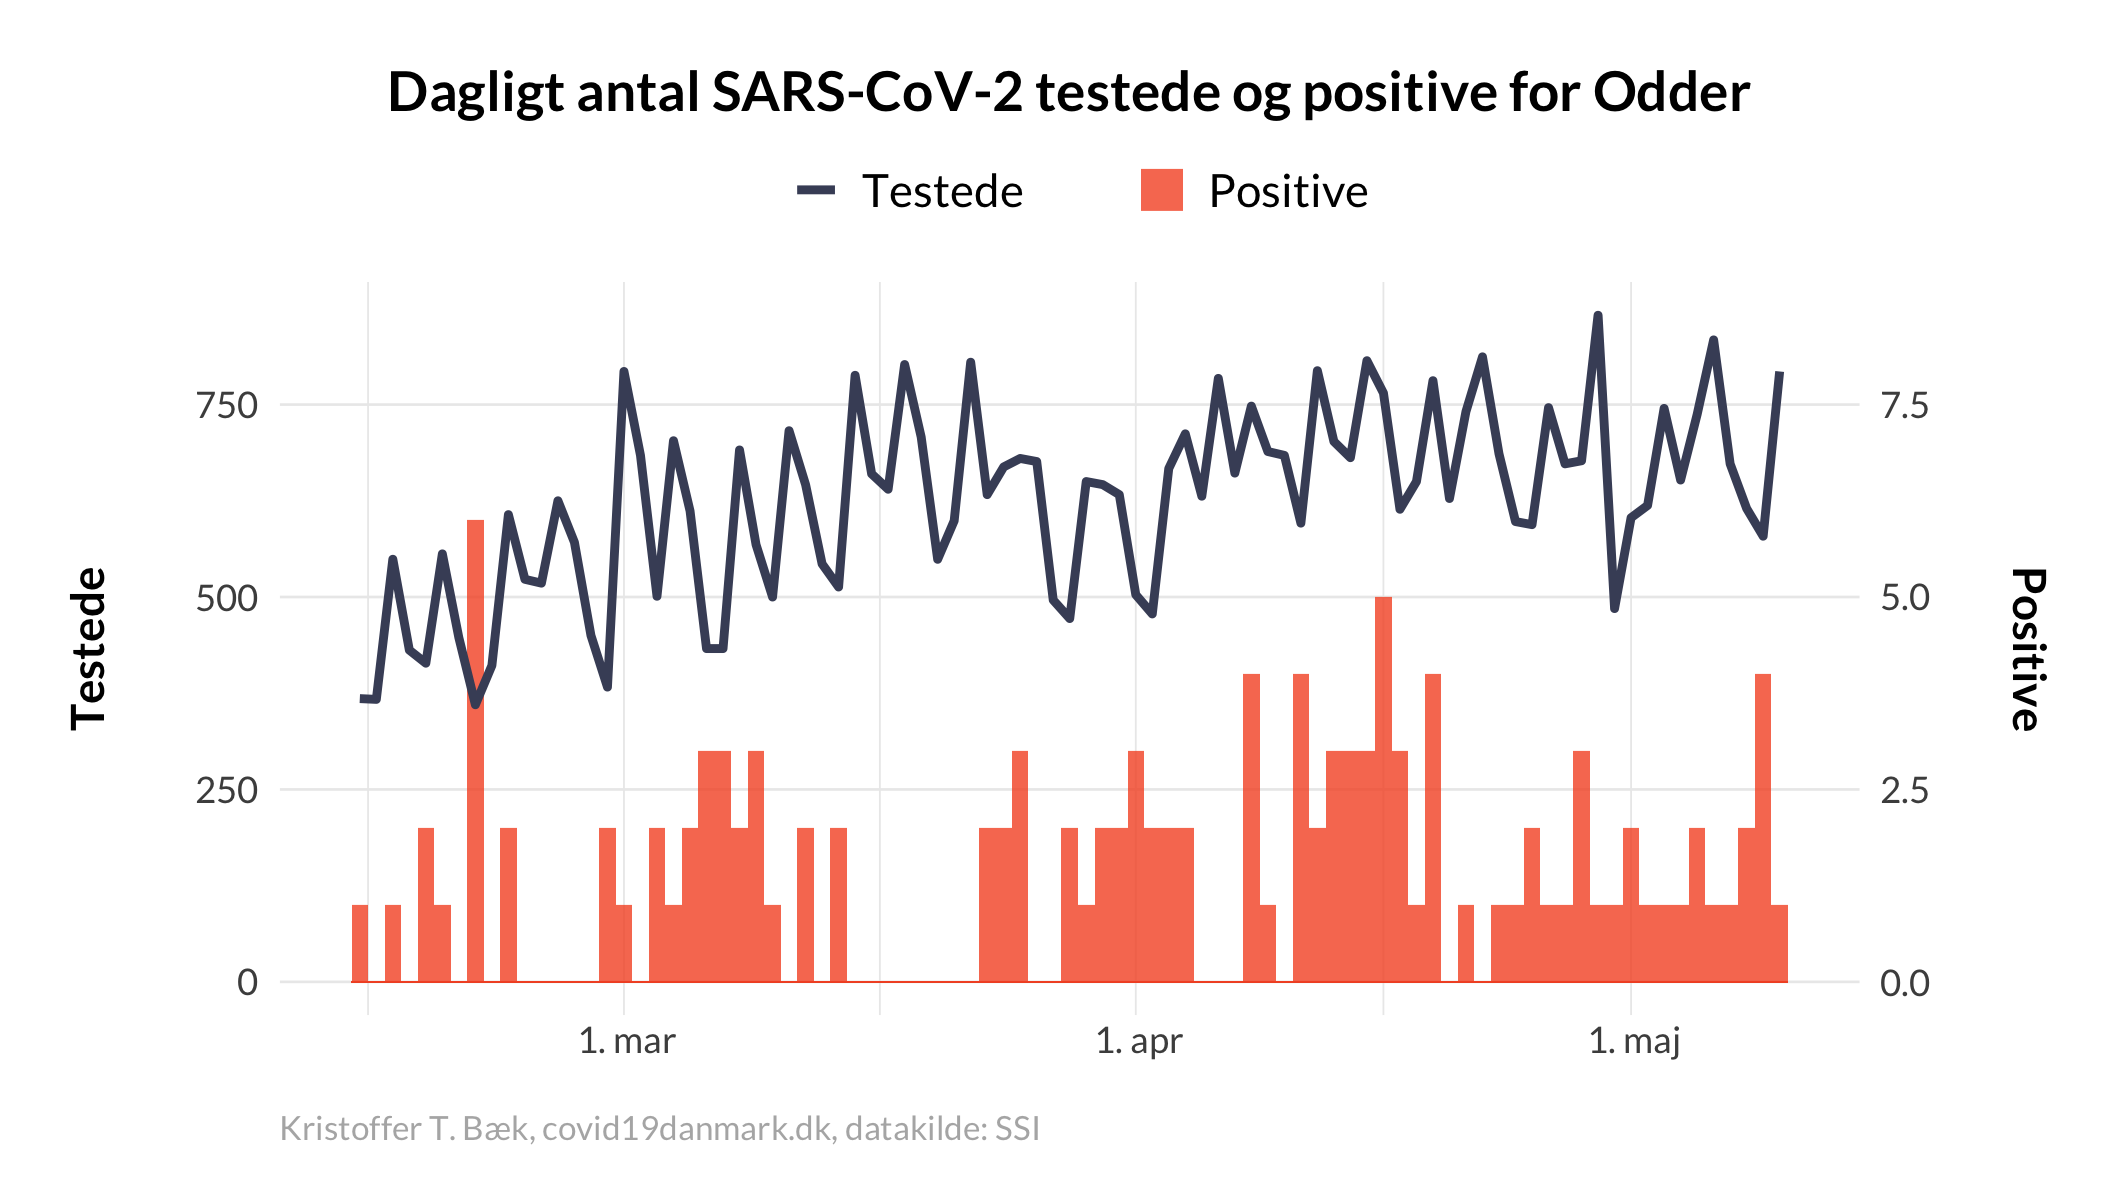 Dagligt antal SARS-CoV-2 testede og positive for Odder
Testede
Positive
Testede
750
500
250
0
7.5
5.0
2.5
0.0
Positive
1. mar
1. apr
1. maj
Kristoffer T. Bæk, covid19danmark.dk, datakilde: SSI